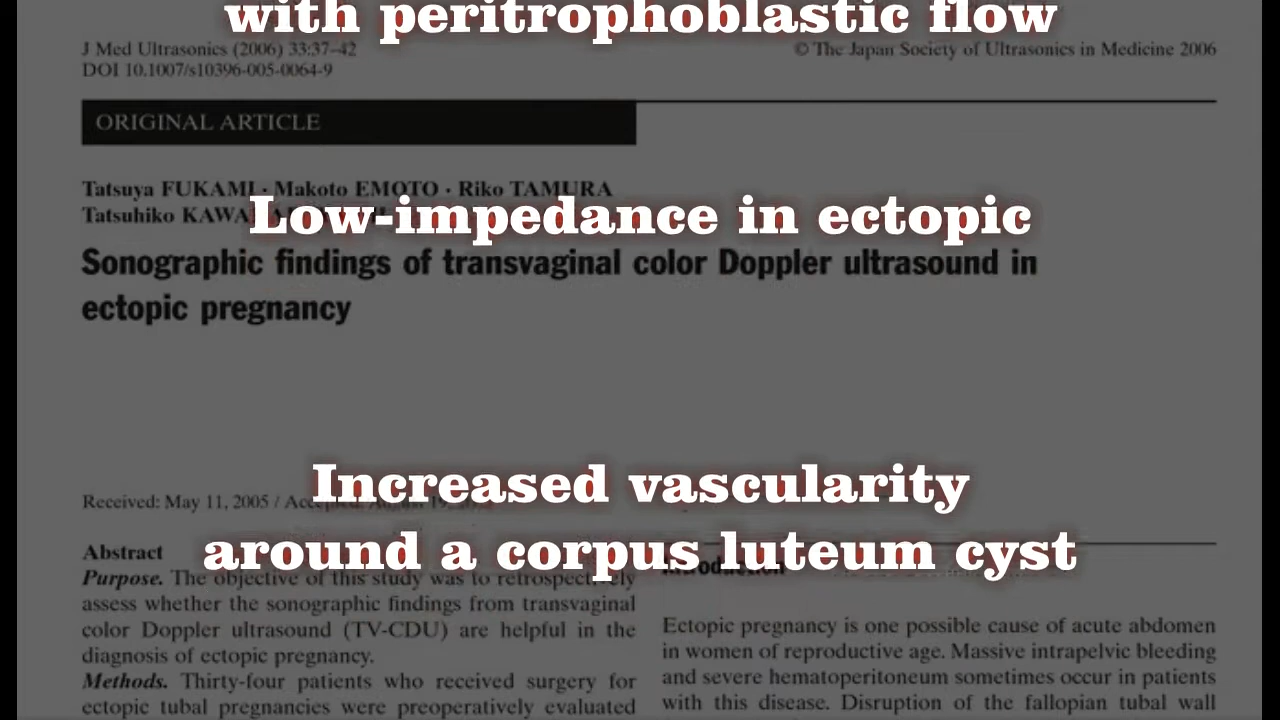 with peritrophoblastic flow
J Med Ultrasonics (2006) 33:37–42
© The Japan Society of Ultrasonics in Medicine 2006
DOI 10.1007/s10396-005-0064-9
ORIGINAL ARTICLE
Tatsuya FUKAMI · Makoto EMOTO · Riko TAMURA
Tatsuhiko
Low-impedance in ectopic
Sonographic findings of transvaginal color Doppler ultrasound in
ectopic pregnancy
Increased vascularity
Received: May 11, 2005 /
around a corpus luteum cyst
Abstract
Purpose. The objective of this study was to retrospectively
assess whether the sonographic findings from transvaginal
color Doppler ultrasound (TV-CDU) are helpful in the
diagnosis of ectopic pregnancy.
Methods. Thirty-four patients who received surgery for
ectopic tubal pregnancies were preoperatively evaluated
Introduction
Ectopic pregnancy is one possible cause of acute abdomen
in women of reproductive age. Massive intrapelvic bleeding
and severe hematoperitoneum sometimes occur in patients
with this disease. Disruption of the fallopian tubal wall